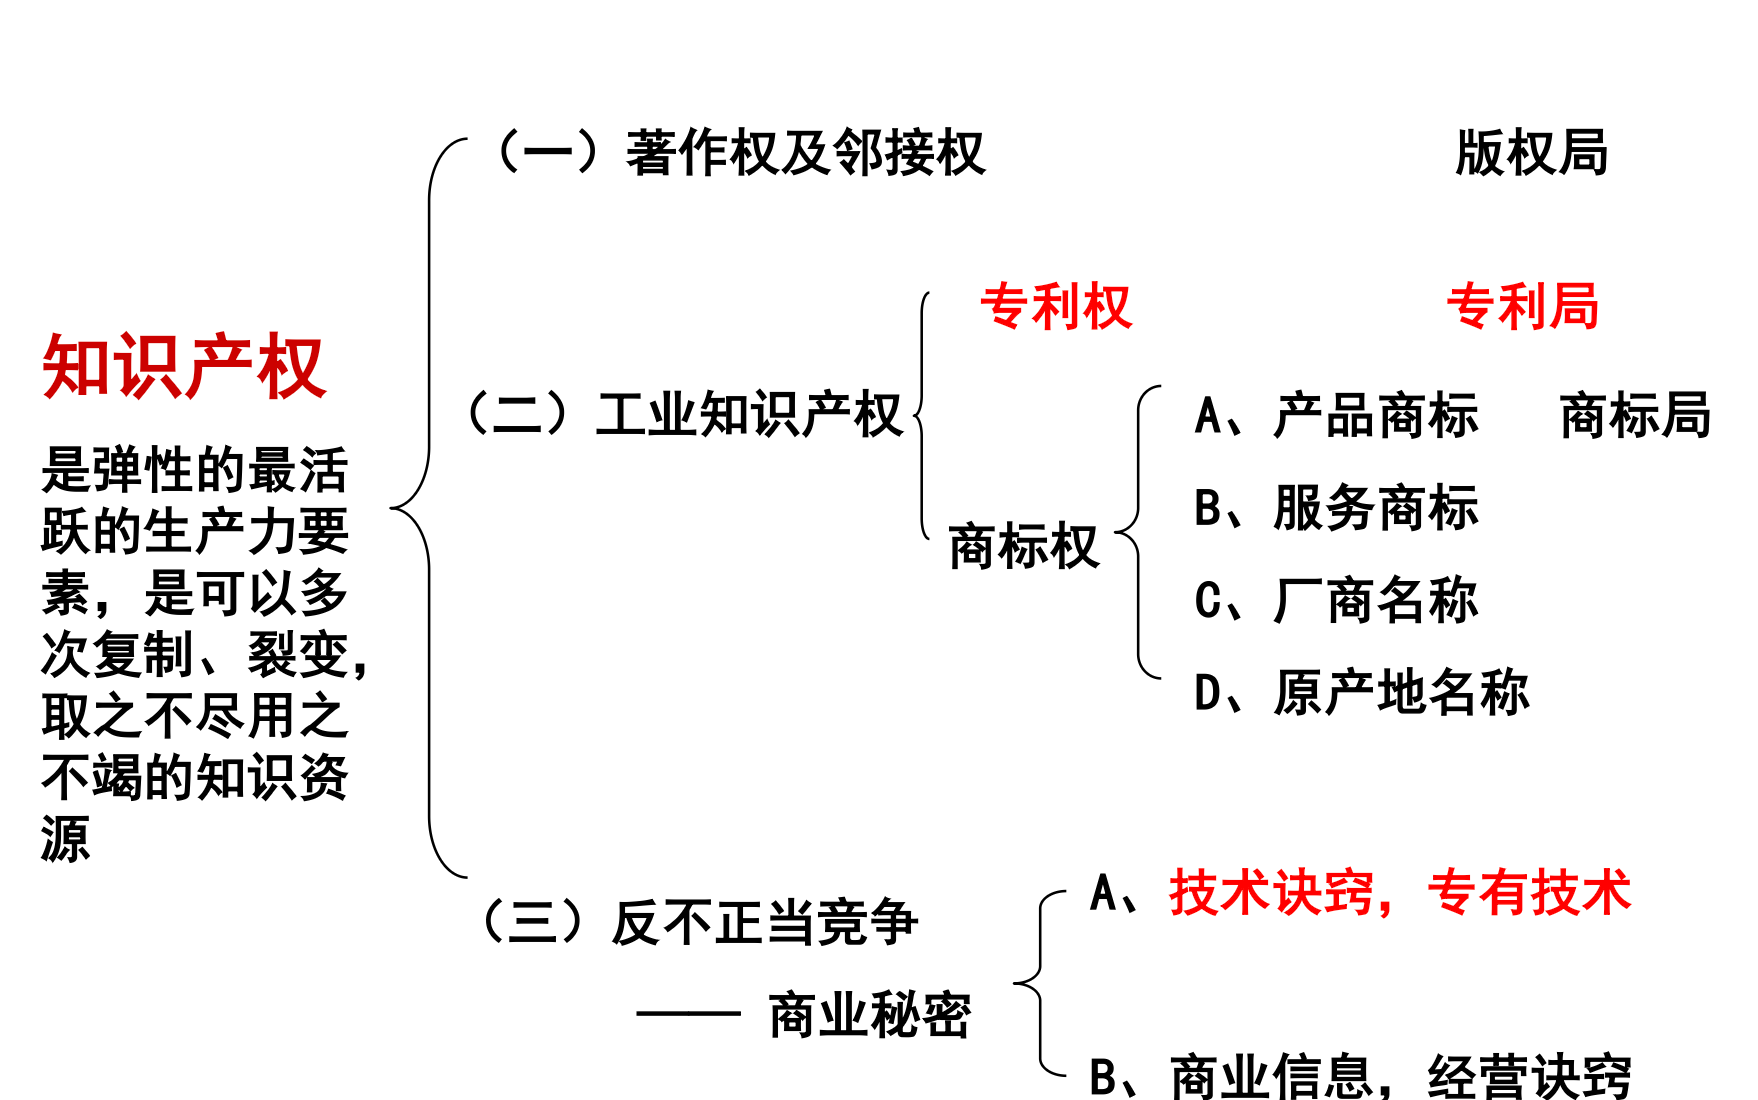 （一）著作权及邻接权 版权局
专利权 专利局
知识产权
（二）工业知识产权
A、产品商标 商标局
是弹性的最活
跃的生产力要
素，是可以多
次复制、裂变，
取之不尽用之
不竭的知识资
源
B、服务商标
商标权
C、厂商名称
D、原产地名称
（三）反不正当竞争
—— 商业秘密
A、技术诀窍，专有技术
B、商业信息，经营诀窍